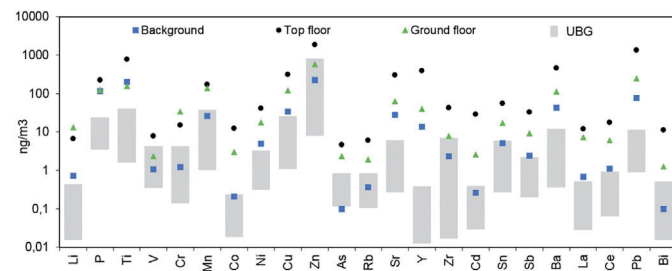 10000
1000
100
10
1
0,1
0,01
ng/m3
Background Top floor Ground floor UBG
Li P Ti V Cr Mn Co Ni Cu Zn As Rb Sr Y Zr Cd Sn Sb Ba La Ce Pb Bi